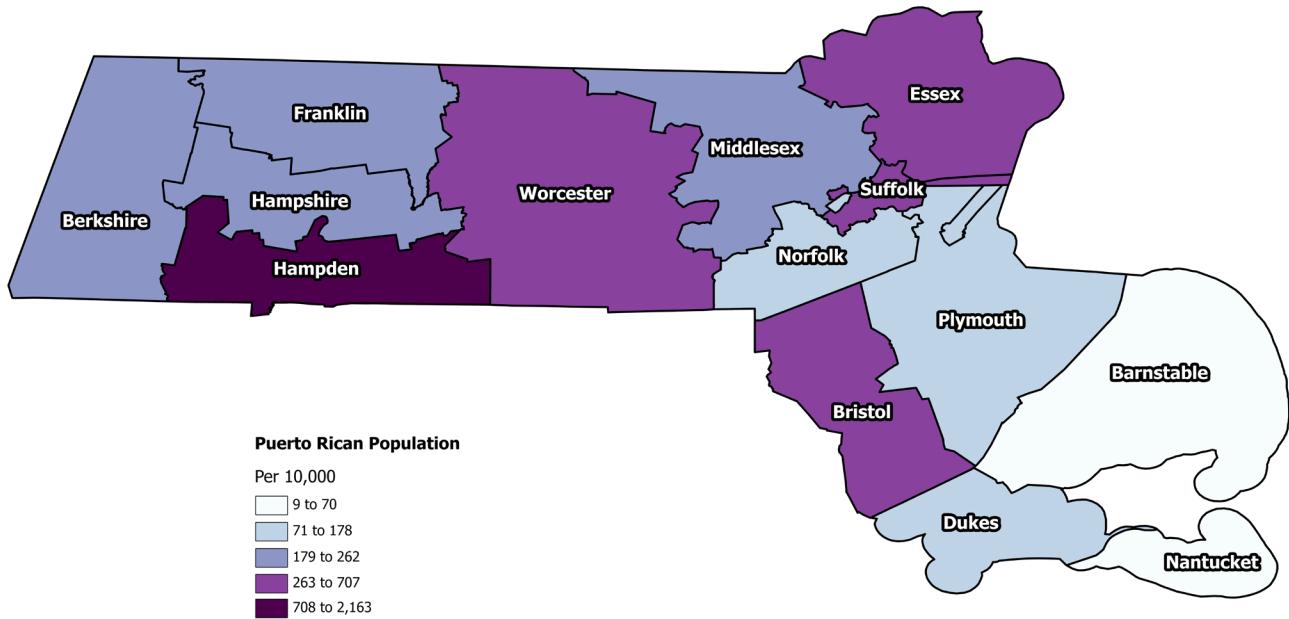 Essex
Franklin
Middlesex
Suffolk
Worcester
Hampshire
Berkshire
Norfolk
Hampden
Plymouth
Barnstable
Bristol
Dukes
Nantucket
Puerto Rican Population
Per 10,000
9 to 70
71 to 178
179 to 262
263 to 707
708 to 2,163